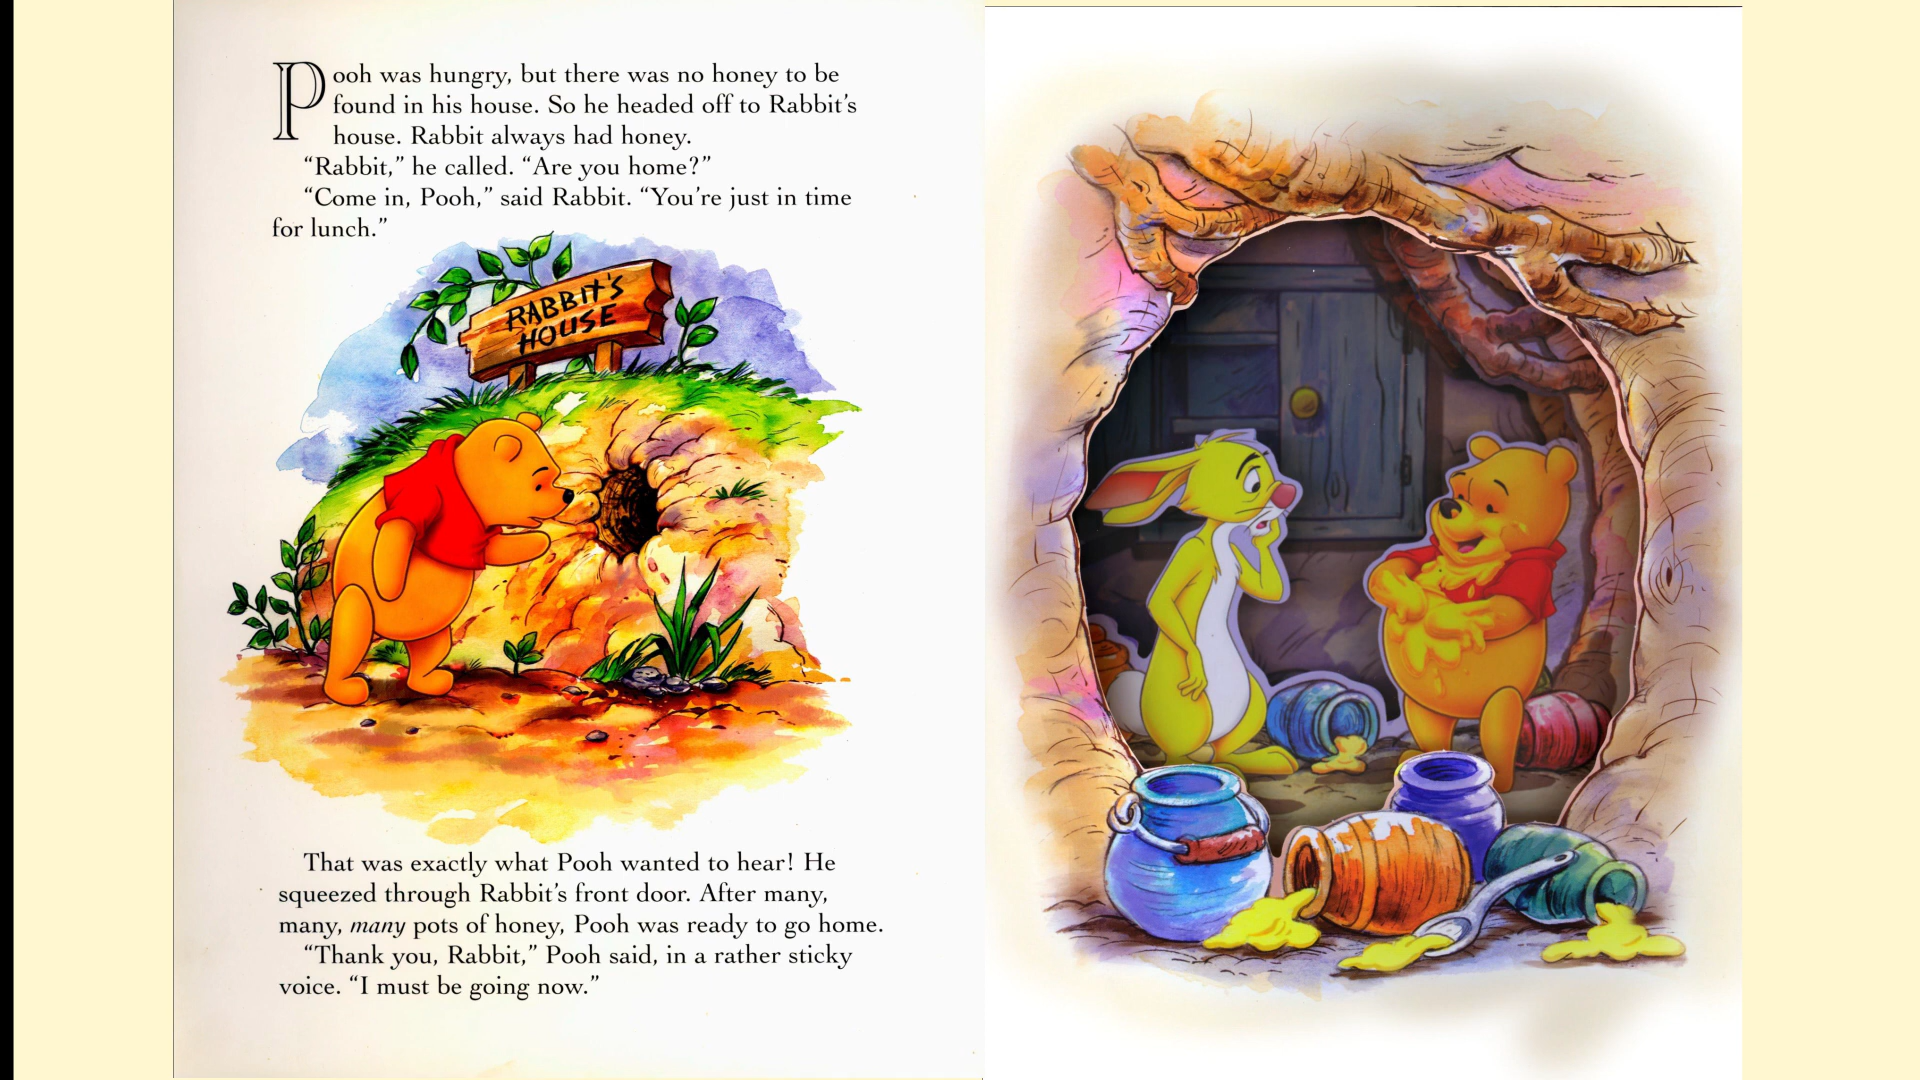 Pooh was hungry, but there was no honey to be
found in his house. So he headed off to Rabbit’s
house. Rabbit always had honey.
“Rabbit,” he called. “Are you home?”
“Come in, Pooh,” said Rabbit. “You’re just in time
for lunch.”
RABBIT'S
HOUSE
That was exactly what Pooh wanted to hear! He
squeezed through Rabbit’s front door. After many,
many, many pots of honey, Pooh was ready to go home.
“Thank you, Rabbit,” Pooh said, in a rather sticky
voice. “I must be going now.”